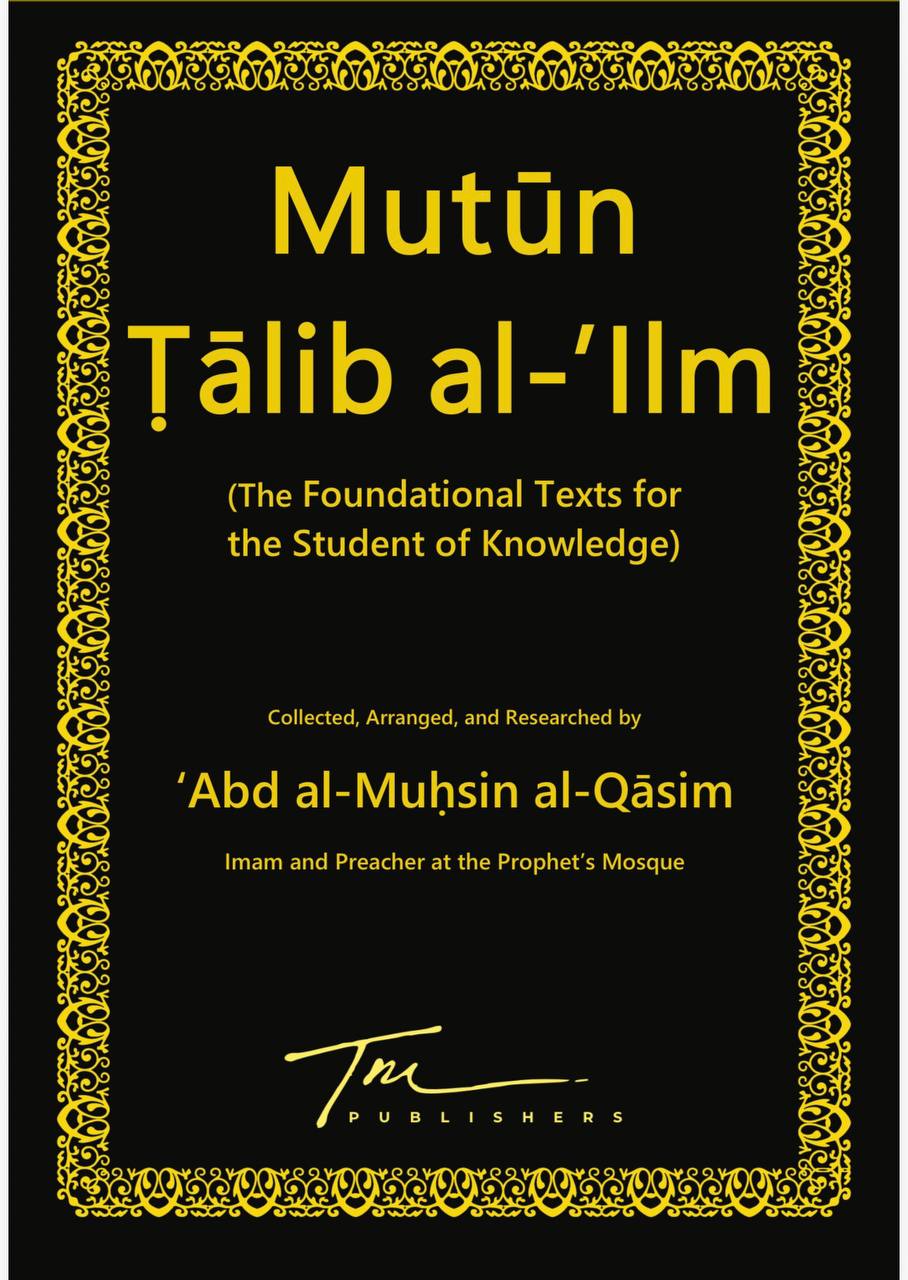 Mutūn
Ṭālib al-’Ilm
(The Foundational Texts for
the Student of Knowledge)
Collected, Arranged, and Researched by
‘Abd al-Muḥsin al-Qāsim
Imam and Preacher at the Prophet’s Mosque
Tm
PUBLISHERS